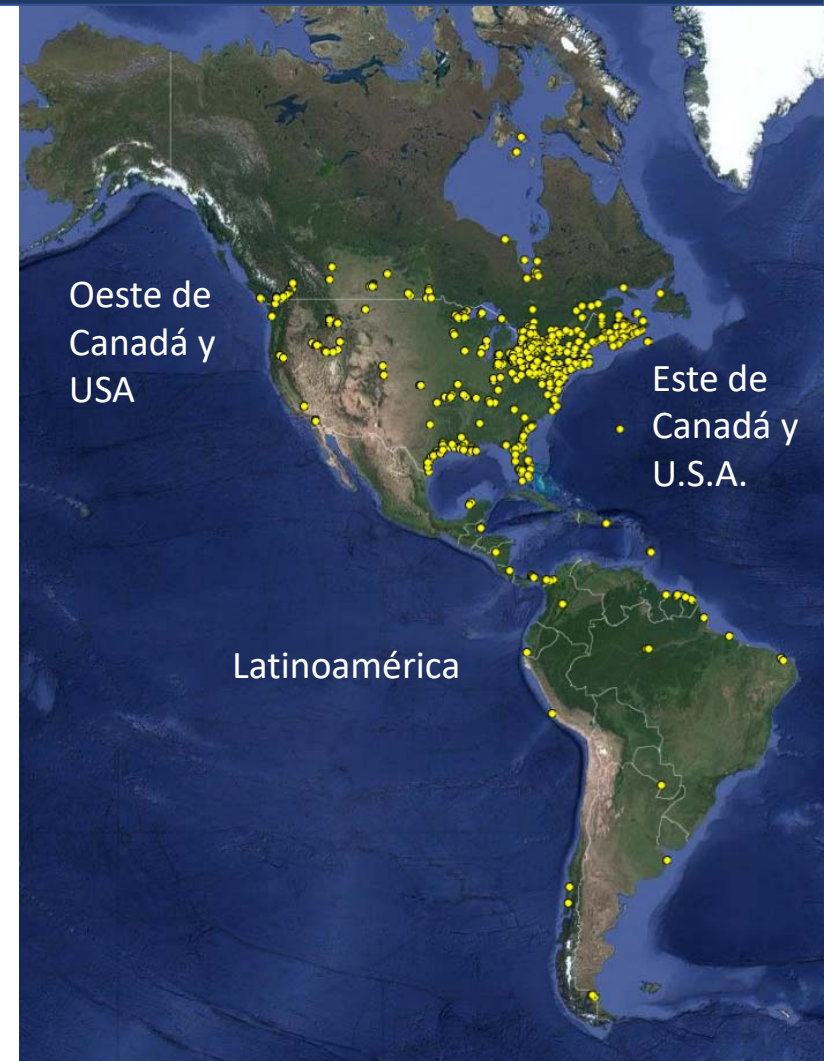 Oeste de
Canadá y
USA
Este de
Canadá y
U.S.A.
Latinoamérica